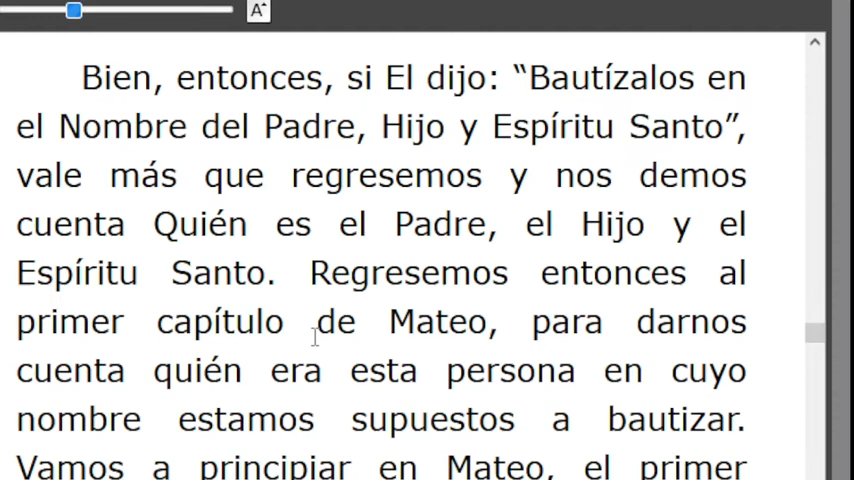 A
Bien, entonces, si El dijo: “Bautízalos en
el Nombre del Padre, Hijo y Espíritu Santo”,
vale más que regresemos y nos demos
cuenta Quién es el Padre, el Hijo y el
Espíritu Santo. Regresemos entonces al
primer capítulo de Mateo, para darnos
cuenta quién era esta persona en cuyo
nombre estamos supuestos a bautizar.
Vamos a principiar en Mateo, el primer